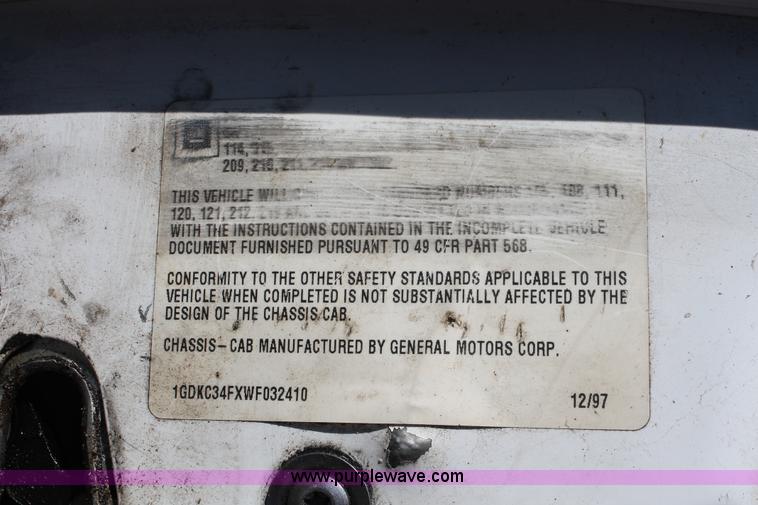 GM
114,
209, 210, 211,
THIS VEHICLE WILL 108, 111,
120, 121, 212,
WITH THE INSTRUCTIONS CONTAINED IN THE INCOMPLETE VEHICLE
DOCUMENT FURNISHED PURSUANT TO 49 CFR PART 568.
CONFORMITY TO THE OTHER SAFETY STANDARDS APPLICABLE TO THIS
VEHICLE WHEN COMPLETED IS NOT SUBSTANTIALLY AFFECTED BY THE
DESIGN OF THE CHASSIS CAB.
CHASSIS-CAB MANUFACTURED BY GENERAL MOTORS CORP.
1GDKC34FXWF032410 12/97
www.purplewave.com